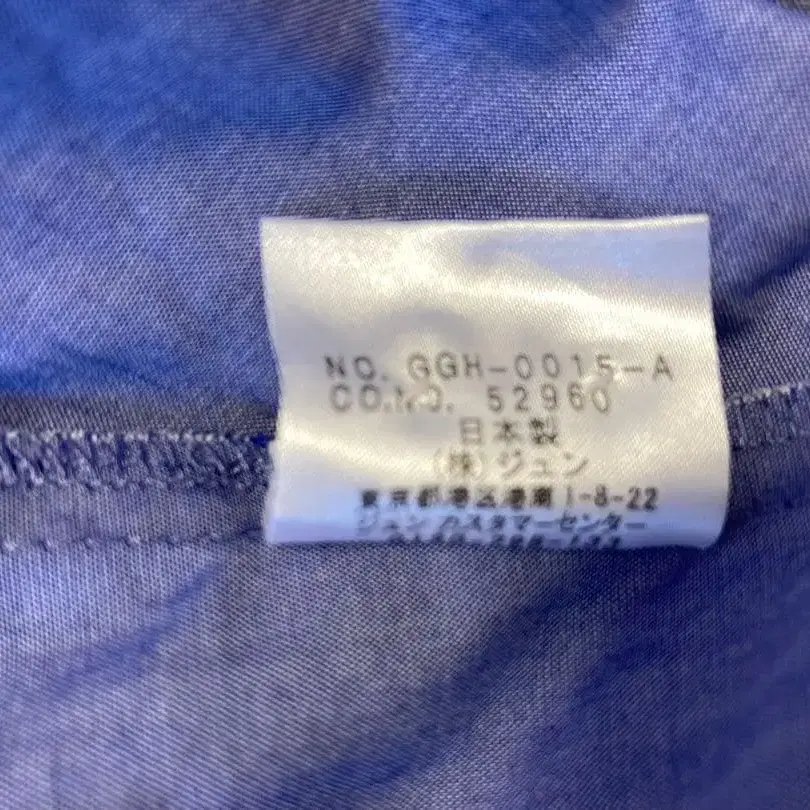 NO. GGH-0015-A
CO.NO. 52960
日本製
(株)ジュン
東京都港区港南1-8-22
ジュン カスタマーセンター